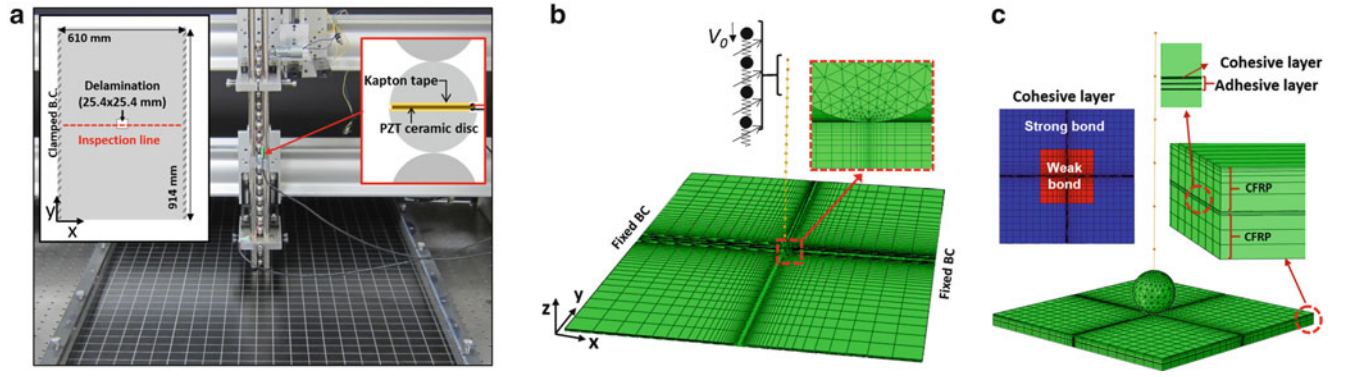 a
610 mm
Delamination
(25.4x25.4 mm)
Clamped B.C.
Inspection line
914 mm
Y
X
Kapton tape
PZT ceramic disc
b
V0
Fixed BC
Fixed BC
z
y
x
c
Cohesive layer
Adhesive layer
Cohesive layer
Strong bond
Weak
bond
CFRP
CFRP